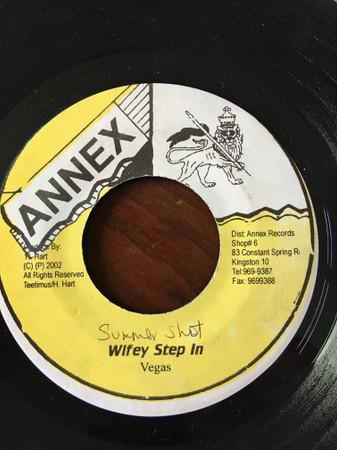 ANNEX
By:
Hart
(C) (P) 2002
All Rights Reserved
Teetimus/H. Hart
Dist: Annex Records
Shop# 6
83 Constant Spring
Kingston 10
Tel:969-9387
Fax: 9699388
Summer Shot
Wifey Step In
Vegas